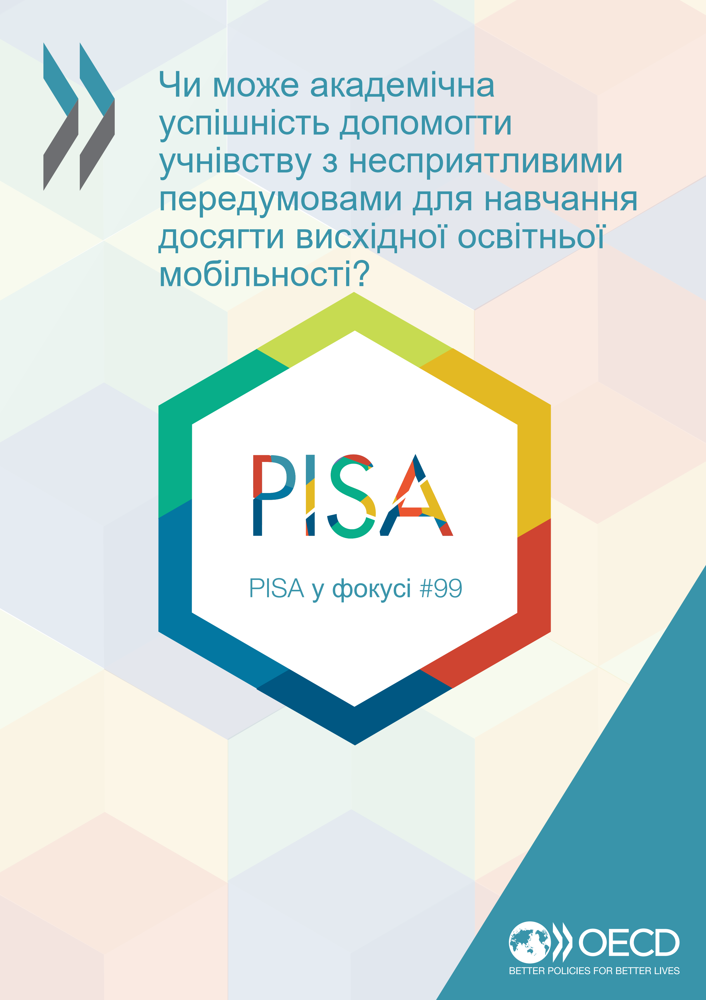 Чи може академічна
успішність допомогти
учнівству з несприятливими
передумовами для навчання
досягти висхідної освітньої
мобільності?
PISA
PISA у фокусі #99
OECD
BETTER POLICIES FOR BETTER LIVES